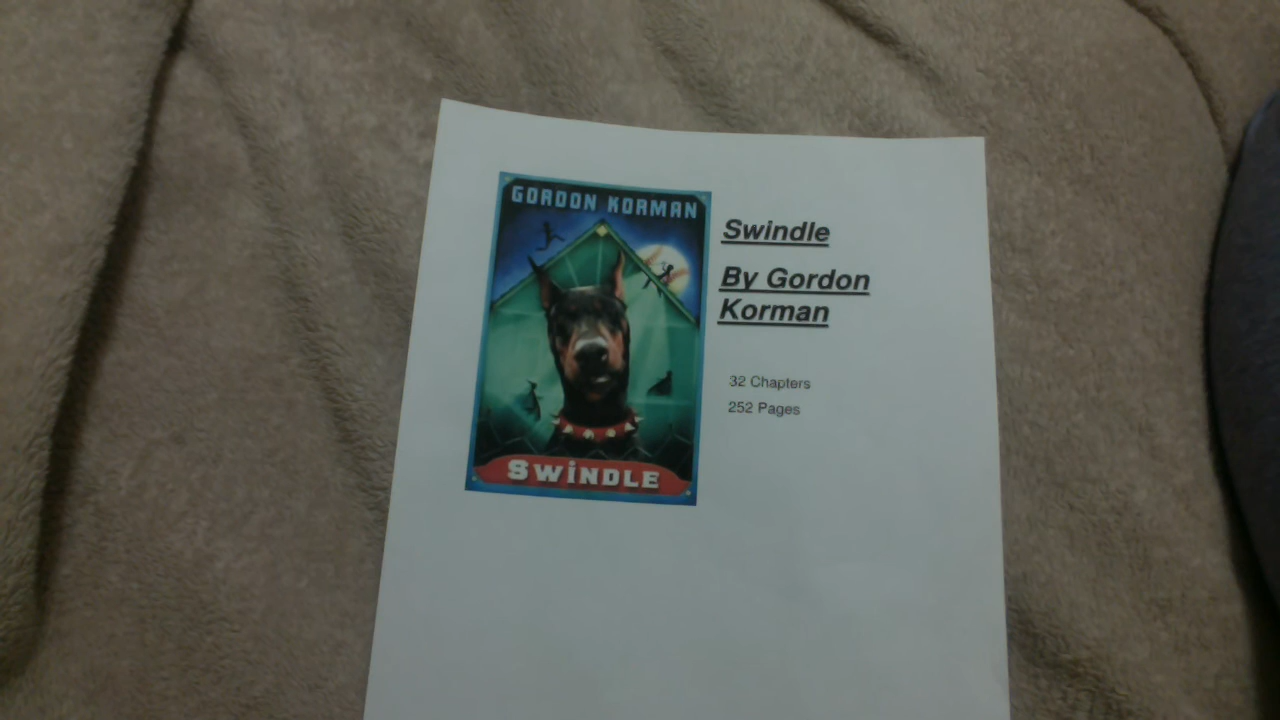 GORDON KORMAN
SWiNDLE
Swindle
By Gordon
Korman
32 Chapters
252 Pages